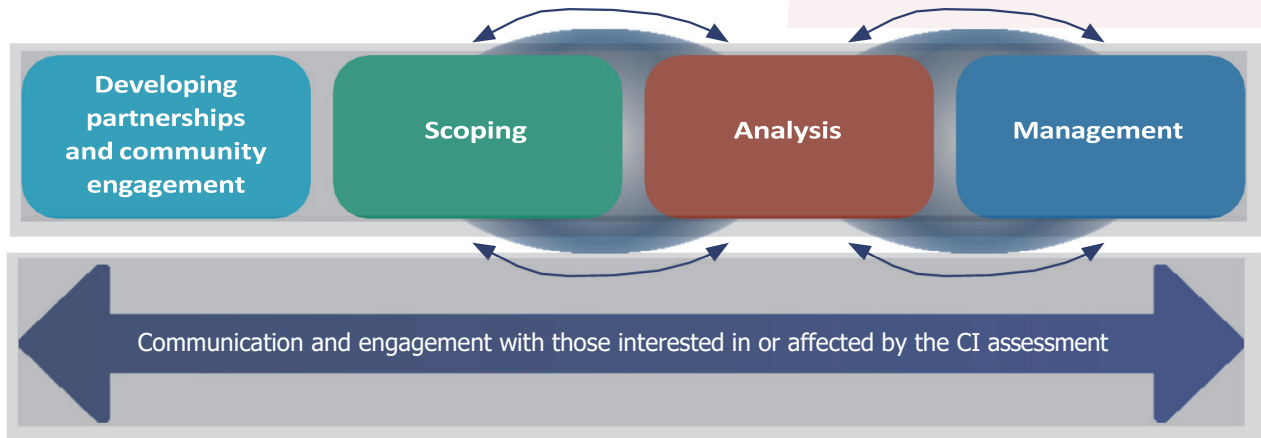 Developing
partnerships
and community
engagement
Scoping
Analysis
Management
Communication and engagement with those interested in or affected by the CI assessment